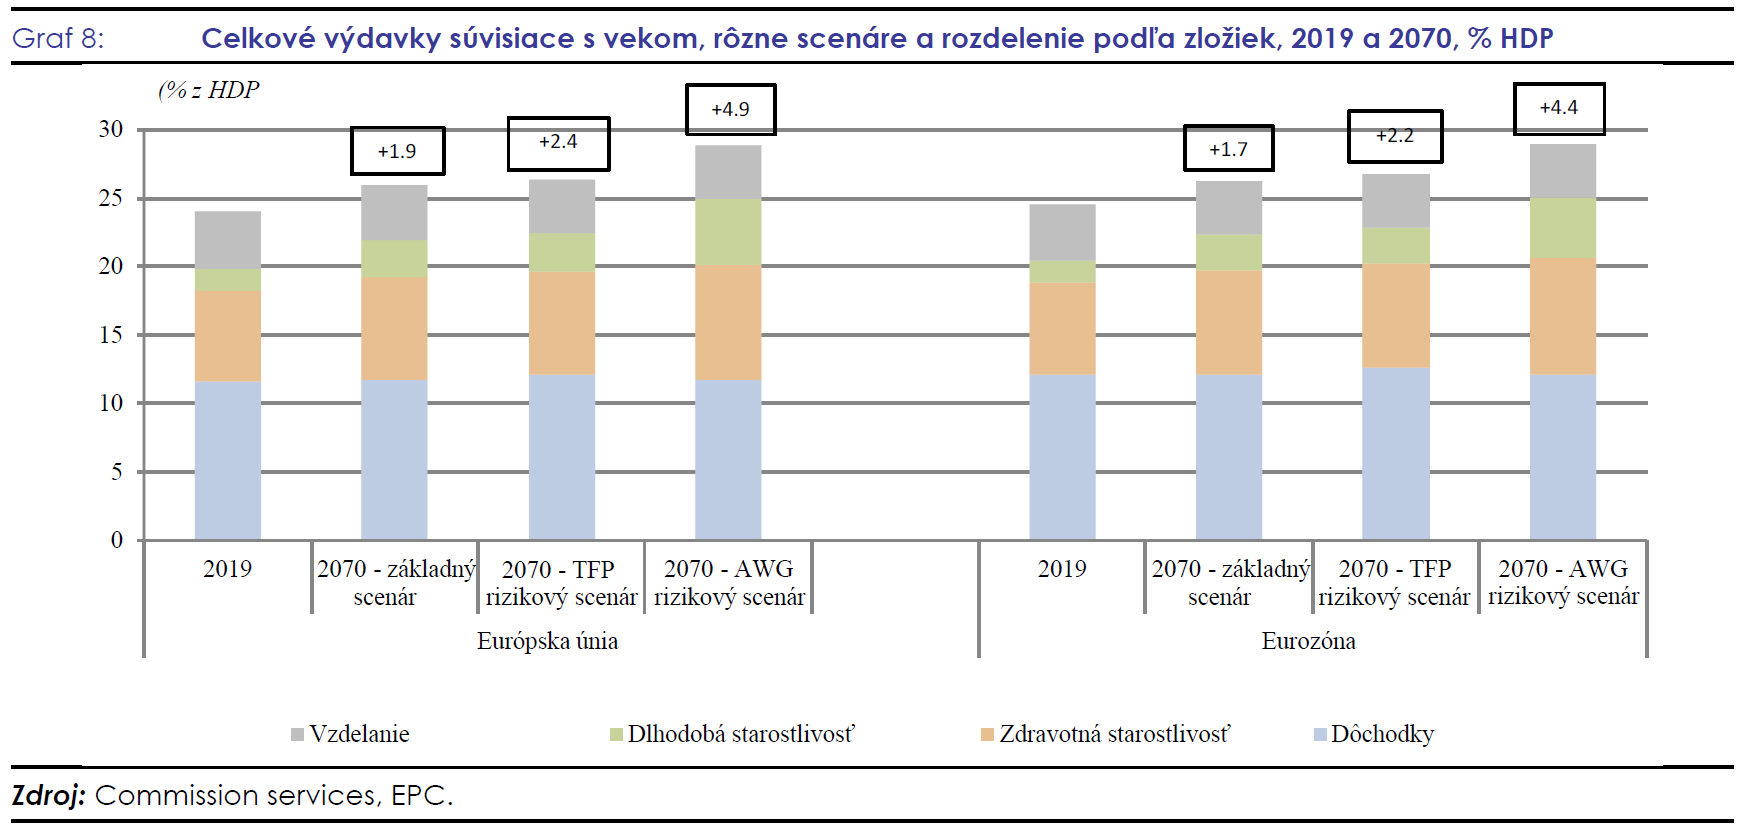 Graf 8: Celkové výdavky súvisiace s vekom, rôzne scenáre a rozdelenie podľa zložiek, 2019 a 2070, % HDP
(% z HDP
+1.9
+2.4
+4.9
+1.7
+2.2
+4.4
30
25
20
15
10
5
0
2019
2070 - základný
scenár
2070 - TFP
rizikový scenár
2070 - AWG
rizikový scenár
2019
2070 - základný
scenár
2070 - TFP
rizikový scenár
2070 - AWG
rizikový scenár
Európska únia
Eurozóna
Vzdelanie
Dlhodobá starostlivosť
Zdravotná starostlivosť
Dôchodky
Zdroj: Commission services, EPC.